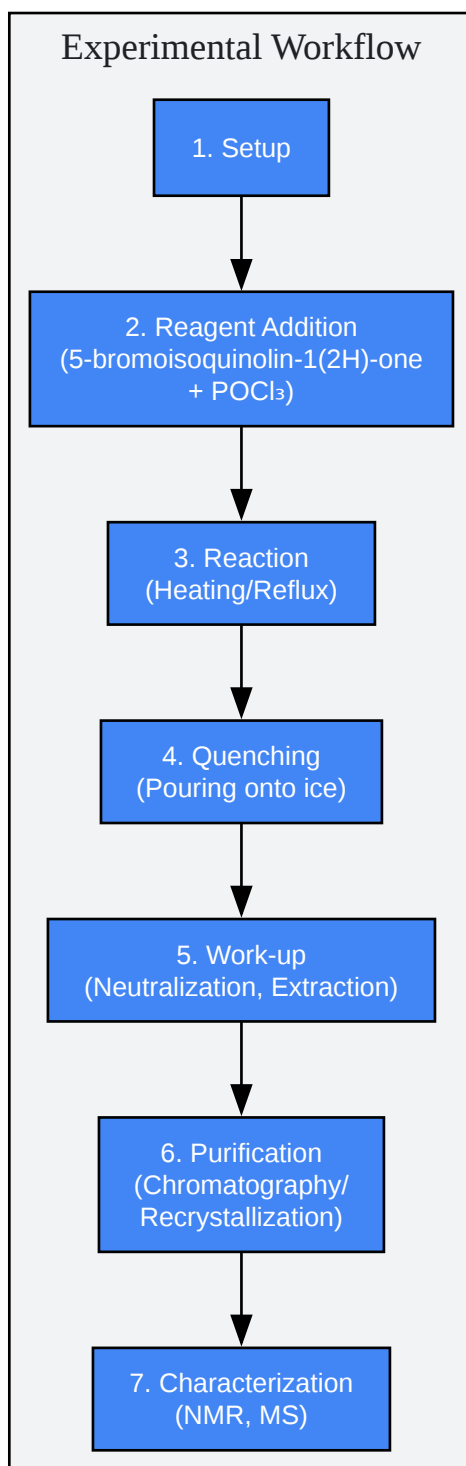 Experimental Workflow
1. Setup
2. Reagent Addition
(5-bromoisoquinolin-1(2H)-one
+ POCl₃)
3. Reaction
(Heating/Reflux)
4. Quenching
(Pouring onto ice)
5. Work-up
(Neutralization, Extraction)
6. Purification
(Chromatography/
Recrystallization)
7. Characterization
(NMR, MS)